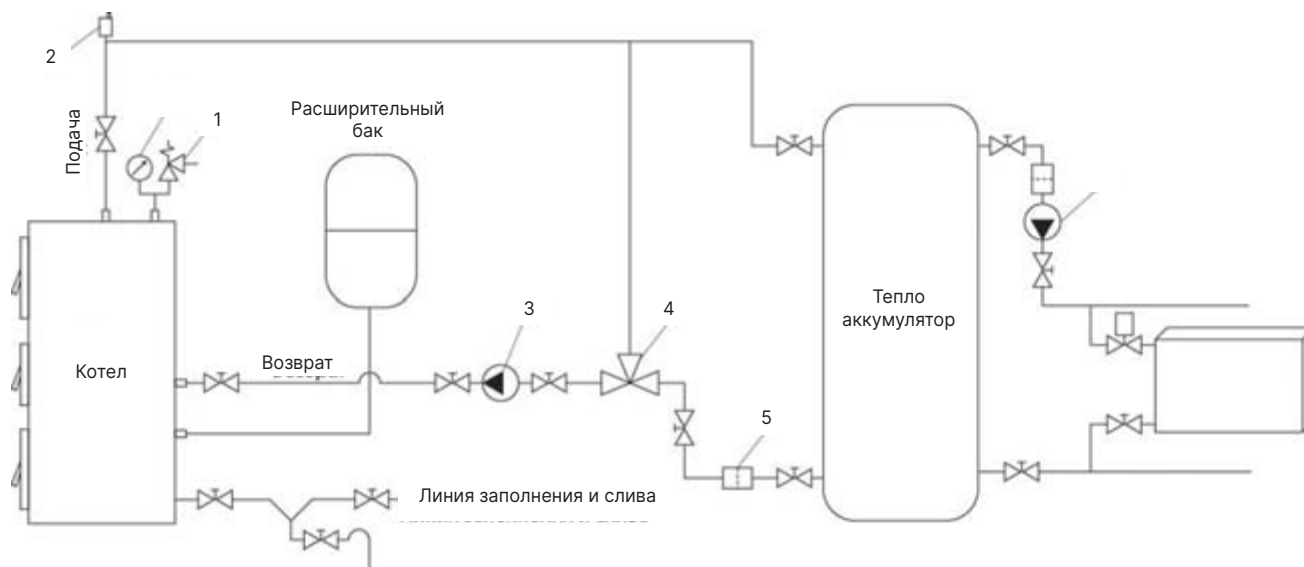 2
Подача
1
Расширительный
бак
Котел
Возврат
3
4
Тепло
аккумулятор
5
Линия заполнения и слива